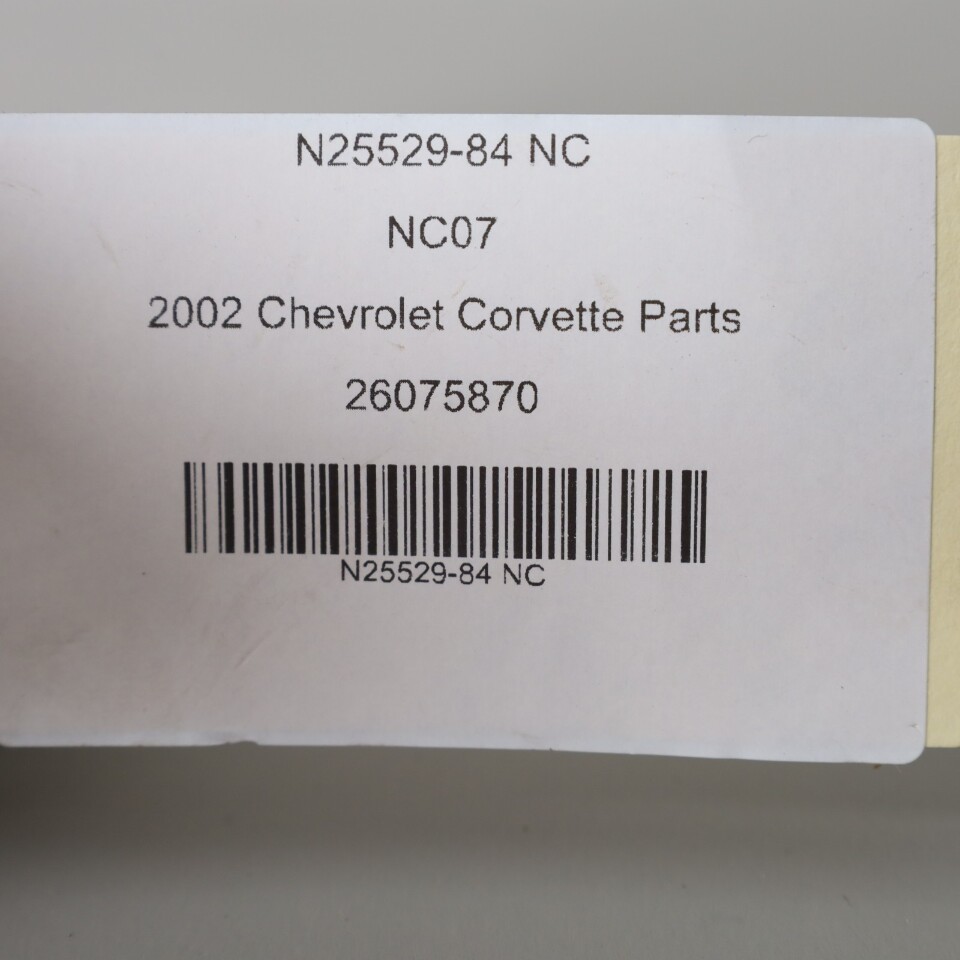 N25529-84 NC
NC07
2002 Chevrolet Corvette Parts
26075870
N25529-84 NC